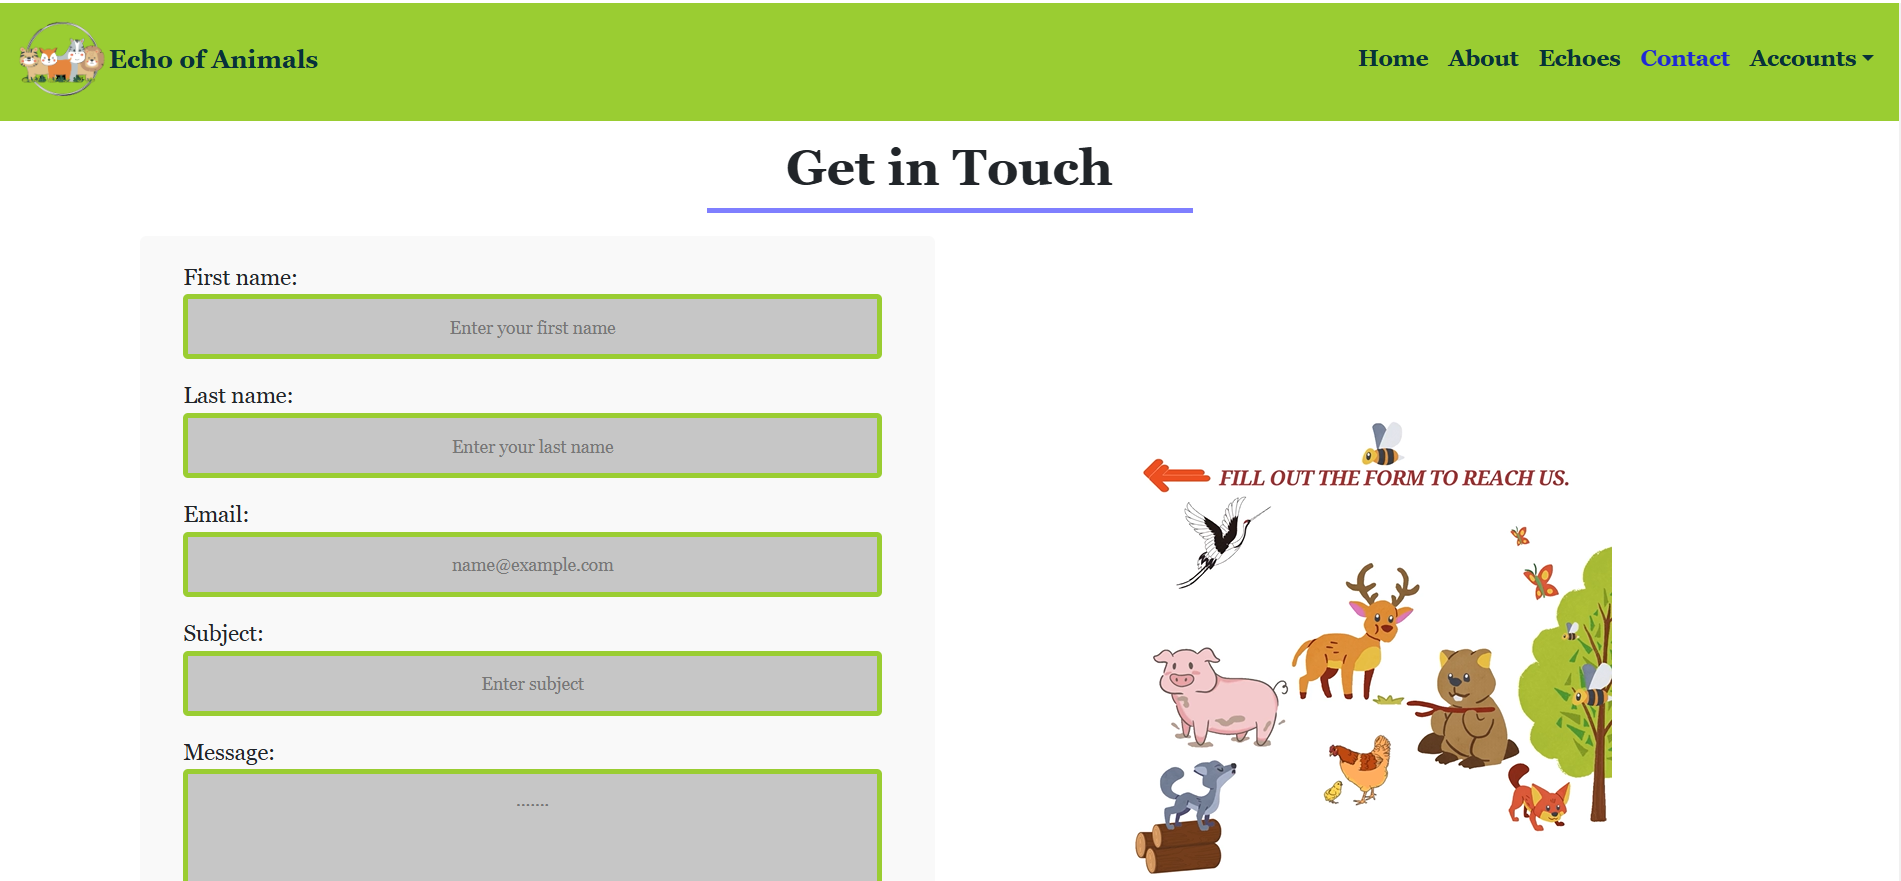 Echo of Animals
Home About Echoes Contact Accounts
Get in Touch
First name:
Enter your first name
Last name:
Enter your last name
Email:
name@example.com
Subject:
Enter subject
Message:
.......
FILL OUT THE FORM TO REACH US.